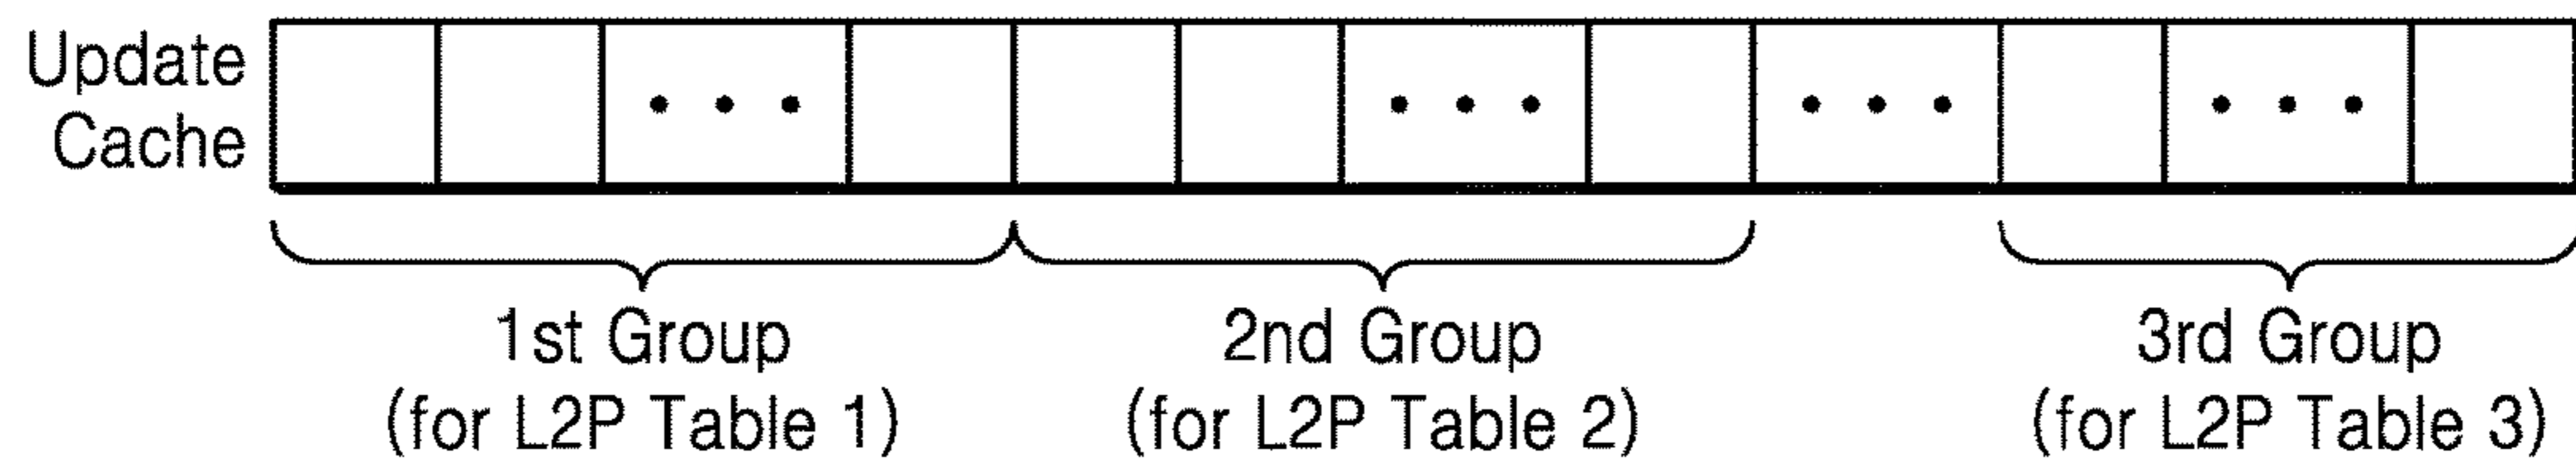 Update
Cache
• • •
• • •
• • •
• • •
1st Group
(for L2P Table 1)
2nd Group
(for L2P Table 2)
3rd Group
(for L2P Table 3)